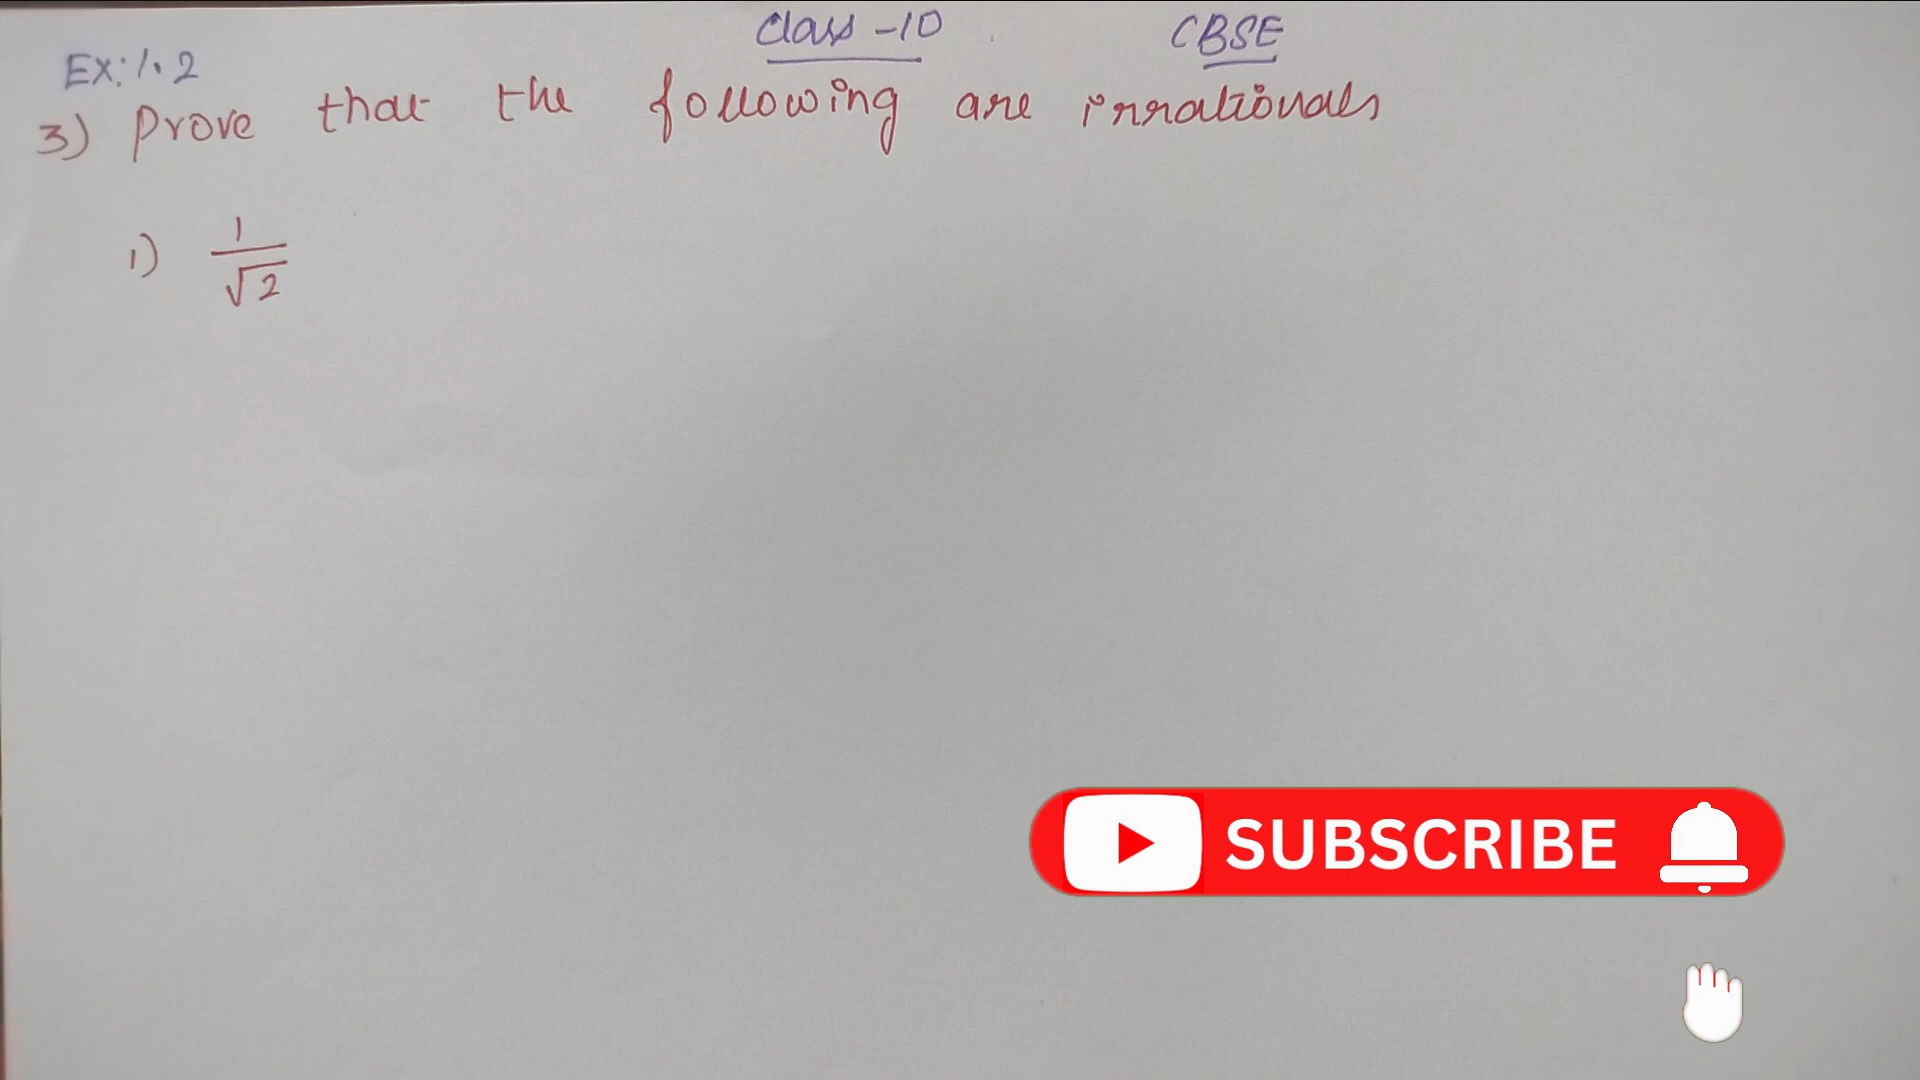 Class -10 CBSE
Ex: 1.2
3) Prove that the following are irrationals
1) 1/√2
SUBSCRIBE